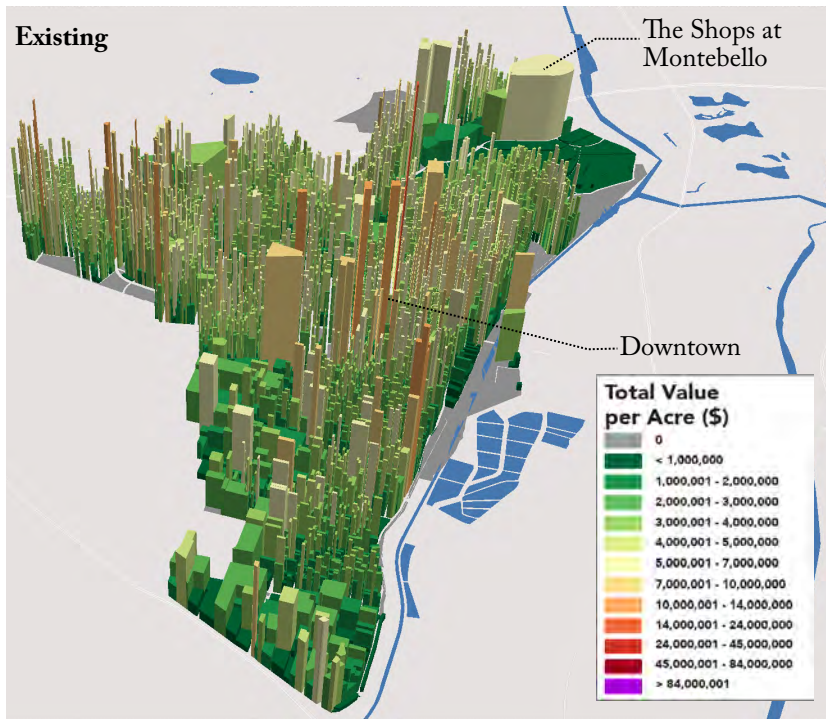 Existing
The Shops at
Montebello
Downtown
Total Value
per Acre ($)
0
< 1,000,000
1,000,001 - 2,000,000
2,000,001 - 3,000,000
3,000,001 - 4,000,000
4,000,001 - 5,000,000
5,000,001 - 7,000,000
7,000,001 - 10,000,000
10,000,001 - 14,000,000
14,000,001 - 24,000,000
24,000,001 - 45,000,000
45,000,001 - 84,000,000
> 84,000,001